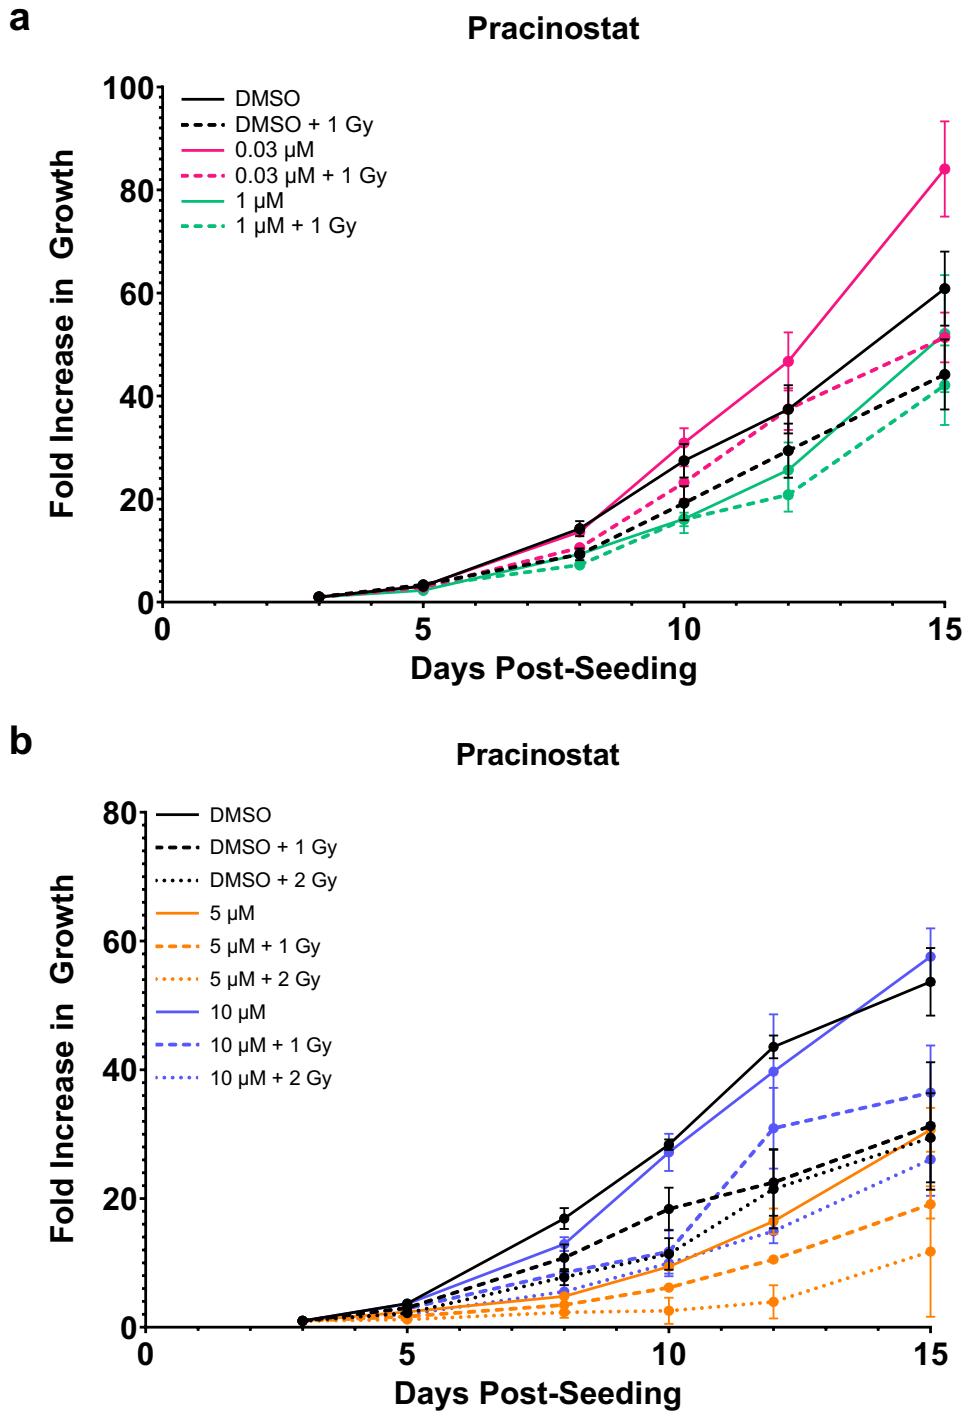 a
Pracinostat
100
80
60
40
20
0
Fold Increase in Growth
DMSO
DMSO + 1 Gy
0.03 µM
0.03 µM + 1 Gy
1 µM
1 µM + 1 Gy
0 5 10 15
Days Post-Seeding
b
Pracinostat
80
60
40
20
0
Fold Increase in Growth
DMSO
DMSO + 1 Gy
DMSO + 2 Gy
5 µM
5 µM + 1 Gy
5 µM + 2 Gy
10 µM
10 µM + 1 Gy
10 µM + 2 Gy
0 5 10 15
Days Post-Seeding